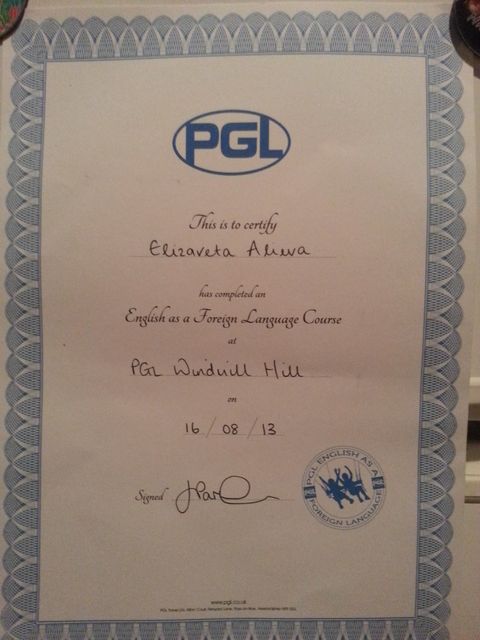 PGL
This is to certify
Elizaveta Alieva
has completed an
English as a Foreign Language Course
at
PGL Windmill Hill
on
16/08/13
Signed
PGL ENGLISH AS A FOREIGN LANGUAGE
www.pgl.co.uk